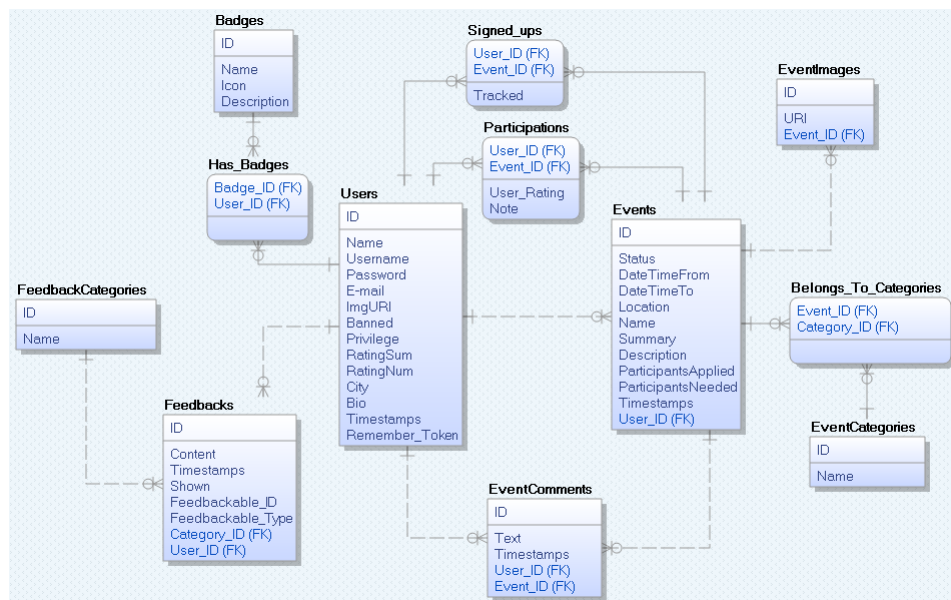 Badges
ID
Name
Icon
Description
Signed_ups
User_ID (FK)
Event_ID (FK)
Tracked
EventImages
ID
URI
Event_ID (FK)
Participations
User_ID (FK)
Event_ID (FK)
User_Rating
Note
Has_Badges
Badge_ID (FK)
User_ID (FK)
Users
ID
Name
Username
Password
E-mail
ImgURI
Banned
Privilege
RatingSum
RatingNum
City
Bio
Timestamps
Remember_Token
Events
ID
Status
DateTimeFrom
DateTimeTo
Location
Name
Summary
Description
ParticipantsApplied
ParticipantsNeeded
Timestamps
User_ID (FK)
FeedbackCategories
ID
Name
Belongs_To_Categories
Event_ID (FK)
Category_ID (FK)
Feedbacks
ID
Content
Timestamps
Shown
Feedbackable_ID
Feedbackable_Type
Category_ID (FK)
User_ID (FK)
EventCategories
ID
Name
EventComments
ID
Text
Timestamps
User_ID (FK)
Event_ID (FK)